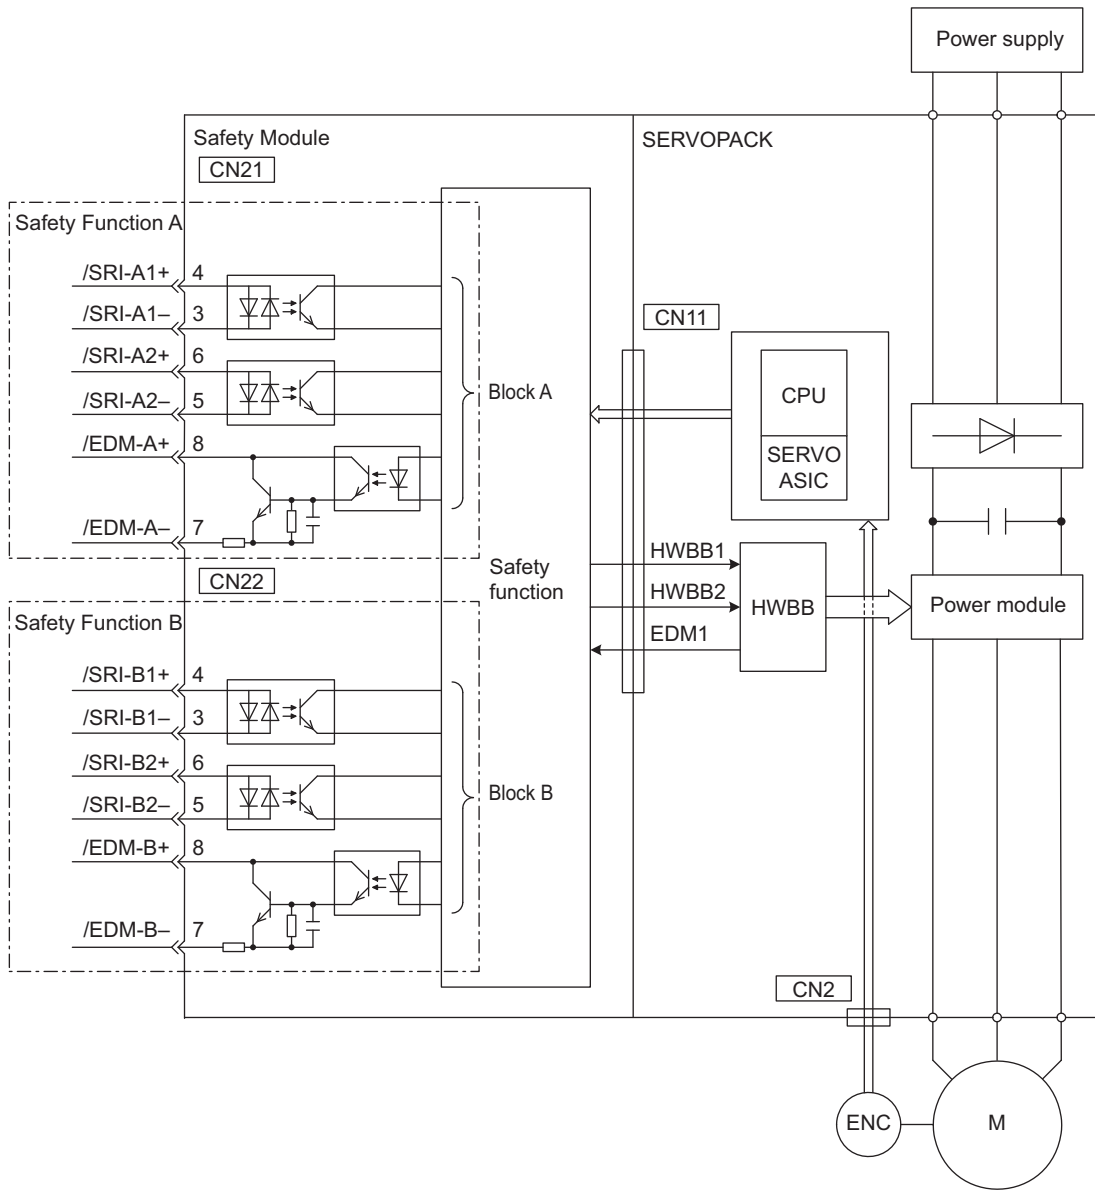 Power supply
Safety Module
SERVOPACK
CN21
Safety Function A
/SRI-A1+ 4
/SRI-A1– 3
/SRI-A2+ 6
/SRI-A2– 5
/EDM-A+ 8
/EDM-A– 7
Block A
CN11
CPU
SERVO
ASIC
CN22
Safety
function
HWBB1
HWBB2
EDM1
HWBB
Power module
Safety Function B
/SRI-B1+ 4
/SRI-B1– 3
/SRI-B2+ 6
/SRI-B2– 5
/EDM-B+ 8
/EDM-B– 7
Block B
CN2
ENC
M